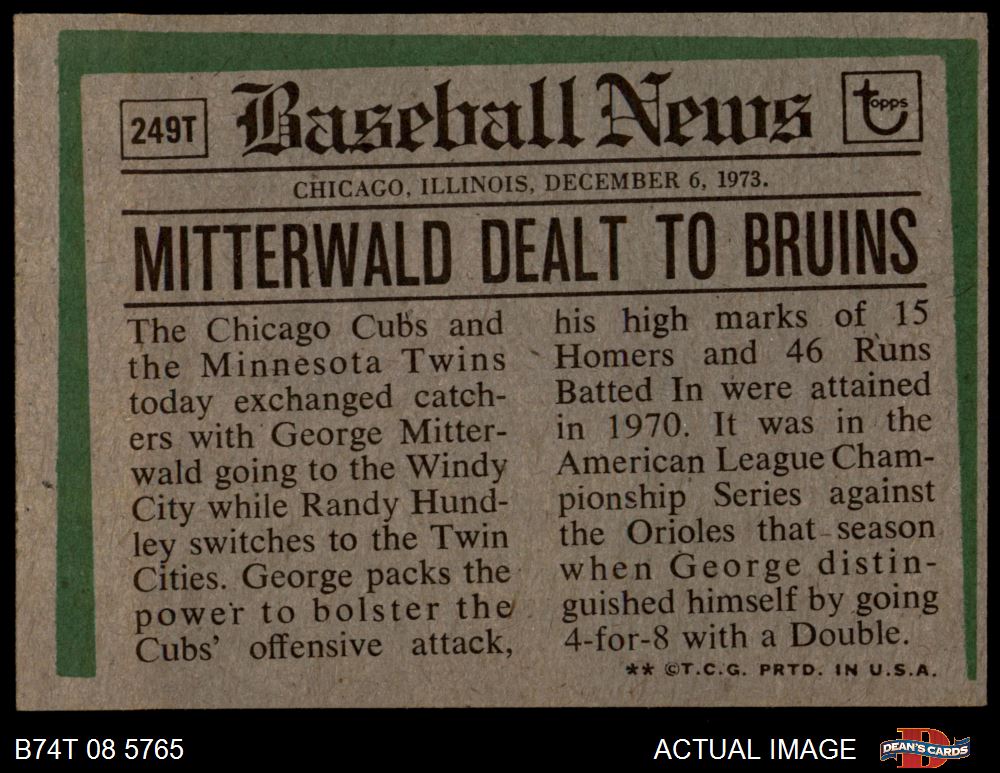 249T
Baseball News
topps
CHICAGO, ILLINOIS, DECEMBER 6, 1973.
MITTERWALD DEALT TO BRUINS
The Chicago Cubs and
the Minnesota Twins
today exchanged catch-
ers with George Mitter-
wald going to the Windy
City while Randy Hund-
ley switches to the Twin
Cities. George packs the
power to bolster the
Cubs' offensive attack,
his high marks of 15
Homers and 46 Runs
Batted In were attained
in 1970. It was in the
American League Cham-
pionship Series against
the Orioles that season
when George distin-
guished himself by going
4-for-8 with a Double.
** ©T.C.G. PRTD. IN U.S.A.
B74T 08 5765
ACTUAL IMAGE
DEAN'S CARDS